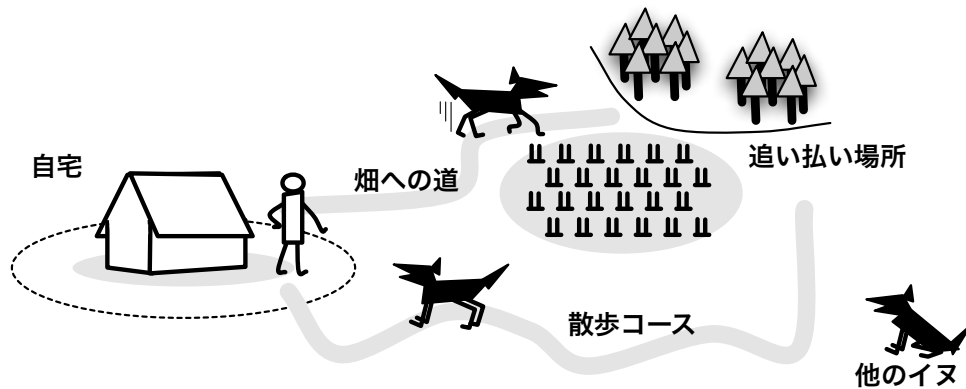 自宅
畑への道
追い払い場所
散歩コース
他のイヌ